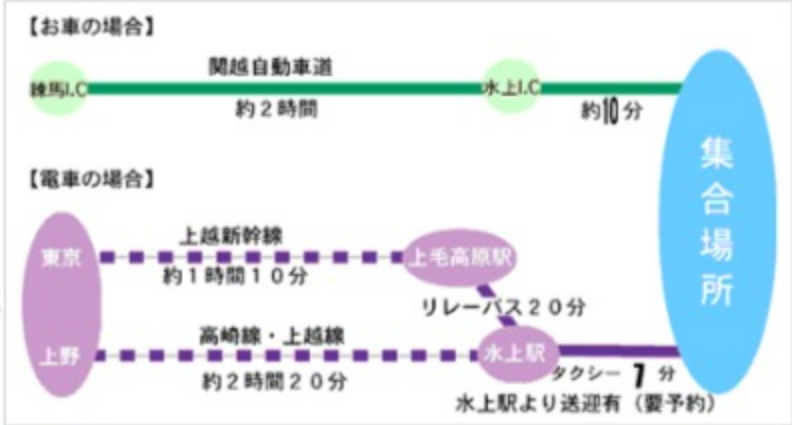 【お車の場合】
関越自動車道
練馬I.C
水上I.C
約２時間
約10分
集合場所
【電車の場合】
上越新幹線
東京
上毛高原駅
約１時間１０分
リレーバス２０分
高崎線・上越線
上野
水上駅
約２時間２０分
タクシー 7 分
水上駅より送迎有（要予約）